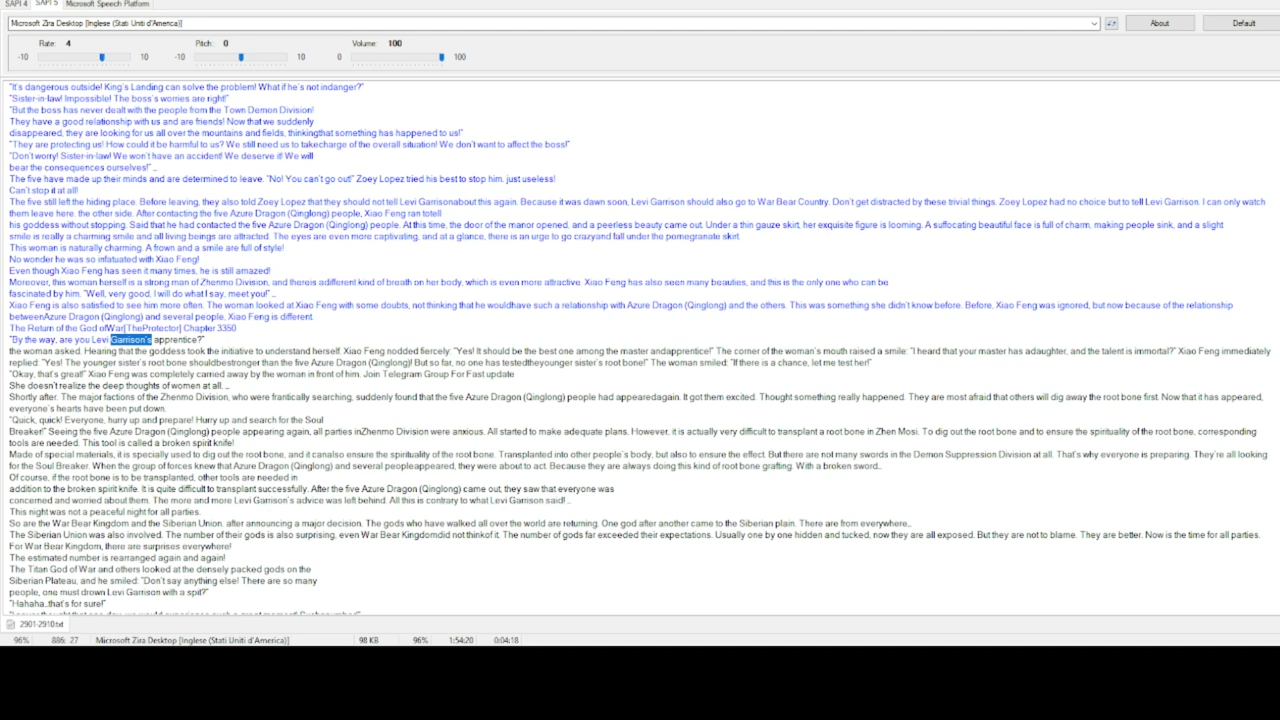 SAPI 4 SAPI 5 Microsoft Speech Platform
Microsoft Zira Desktop [Inglese (Stati Uniti d'America)] About Default
Rate: 4 Pitch: 0 Volume: 100
-10 10 -10 10 0 100
"It's dangerous outside! King's Landing can solve the problem! What if he's not indanger?"
"Sister-in-law! Impossible! The boss's worries are right!"
"But the boss has never dealt with the people from the Town Demon Division!
They have a good relationship with us and are friends! Now that we suddenly
disappeared, they are looking for us all over the mountains and fields, thinkingthat something has happened to us!"
"They are protecting us! How could it be harmful to us? We still need us to takecharge of the overall situation! We don't want to affect the boss!"
"Don't worry! Sister-in-law! We won't have an accident! We deserve it! We will
bear the consequences ourselves!" ..
The five have made up their minds and are determined to leave. "No! You can't go out!" Zoey Lopez tried his best to stop him. just useless!
Can't stop it at all!
The five still left the hiding place. Before leaving, they also told Zoey Lopez that they should not tell Levi Garrisonabout this again. Because it was dawn soon, Levi Garrison should also go to War Bear Country. Don't get distracted by these trivial things. Zoey Lopez had no choice but to tell Levi Garrison. I can only watch
them leave here. the other side. After contacting the five Azure Dragon (Qinglong) people, Xiao Feng ran totell
his goddess without stopping. Said that he had contacted the five Azure Dragon (Qinglong) people. At this time, the door of the manor opened, and a peerless beauty came out. Under a thin gauze skirt, her exquisite figure is looming. A suffocating beautiful face is full of charm, making people sink, and a slight
smile is really a charming smile and all living beings are attracted. The eyes are even more captivating, and at a glance, there is an urge to go crazyand fall under the pomegranate skirt.
This woman is naturally charming. A frown and a smile are full of style!
No wonder he was so infatuated with Xiao Feng!
Even though Xiao Feng has seen it many times, he is still amazed!
Moreover, this woman herself is a strong man of Zhenmo Division, and thereis adifferent kind of breath on her body, which is even more attractive. Xiao Feng has also seen many beauties, and this is the only one who can be
fascinated by him. "Well, very good, I will do what I say, meet you!" ..
Xiao Feng is also satisfied to see him more often. The woman looked at Xiao Feng with some doubts, not thinking that he wouldhave such a relationship with Azure Dragon (Qinglong) and the others. This was something she didn't know before. Before, Xiao Feng was ignored, but now because of the relationship
betweenAzure Dragon (Qinglong) and several people, Xiao Feng is different.
The Return of the God ofWar[TheProtector] Chapter 3350
"By the way, are you Levi Garrison's apprentice?"
the woman asked. Hearing that the goddess took the initiative to understand herself. Xiao Feng nodded fiercely: "Yes! It should be the best one among the master andapprentice!" The corner of the woman's mouth raised a smile: "I heard that your master has adaughter, and the talent is immortal?" Xiao Feng immediately
replied: "Yes! The younger sister's root bone shouldbestronger than the five Azure Dragon (Qinglong)! But so far, no one has testedtheyounger sister's root bone!" The woman smiled: "If there is a chance, let me test her!"
"Okay, that's great!" Xiao Feng was completely carried away by the woman in front of him. Join Telegram Group For Fast update
She doesn't realize the deep thoughts of women at all. ..
Shortly after. The major factions of the Zhenmo Division, who were frantically searching, suddenly found that the five Azure Dragon (Qinglong) people had appearedagain. It got them excited. Thought something really happened. They are most afraid that others will dig away the root bone first. Now that it has appeared,
everyone's hearts have been put down.
"Quick, quick! Everyone, hurry up and prepare! Hurry up and search for the Soul
Breaker!" Seeing the five Azure Dragon (Qinglong) people appearing again, all parties inZhenmo Division were anxious. All started to make adequate plans. However, it is actually very difficult to transplant a root bone in Zhen Mosi. To dig out the root bone and to ensure the spirituality of the root bone, corresponding
tools are needed. This tool is called a broken spirit knife!
Made of special materials, it is specially used to dig out the root bone, and it canalso ensure the spirituality of the root bone. Transplanted into other people's body, but also to ensure the effect. But there are not many swords in the Demon Suppression Division at all. That's why everyone is preparing. They're all looking
for the Soul Breaker. When the group of forces knew that Azure Dragon (Qinglong) and several peopleappeared, they were about to act. Because they are always doing this kind of root bone grafting. With a broken sword..
Of course, if the root bone is to be transplanted, other tools are needed in
addition to the broken spirit knife. It is quite difficult to transplant successfully. After the five Azure Dragon (Qinglong) came out, they saw that everyone was
concerned and worried about them. The more and more Levi Garrison's advice was left behind. All this is contrary to what Levi Garrison said! ..
This night was not a peaceful night for all parties.
So are the War Bear Kingdom and the Siberian Union, after announcing a major decision. The gods who have walked all over the world are returning. One god after another came to the Siberian plain. There are from everywhere..
The Siberian Union was also involved. The number of their gods is also surprising, even War Bear Kingdomdid not thinkof it. The number of gods far exceeded their expectations. Usually one by one hidden and tucked, now they are all exposed. But they are not to blame. They are better. Now is the time for all parties.
For War Bear Kingdom, there are surprises everywhere!
The estimated number is rearranged again and again!
The Titan God of War and others looked at the densely packed gods on the
Siberian Plateau, and he smiled: "Don't say anything else! There are so many
people, one must drown Levi Garrison with a spit?"
"Hahaha..that's for sure!"
2901-2910.txt
96% 886: 27 Microsoft Zira Desktop [Inglese (Stati Uniti d'America)] 98 KB 96% 1:54:20 0:04:18